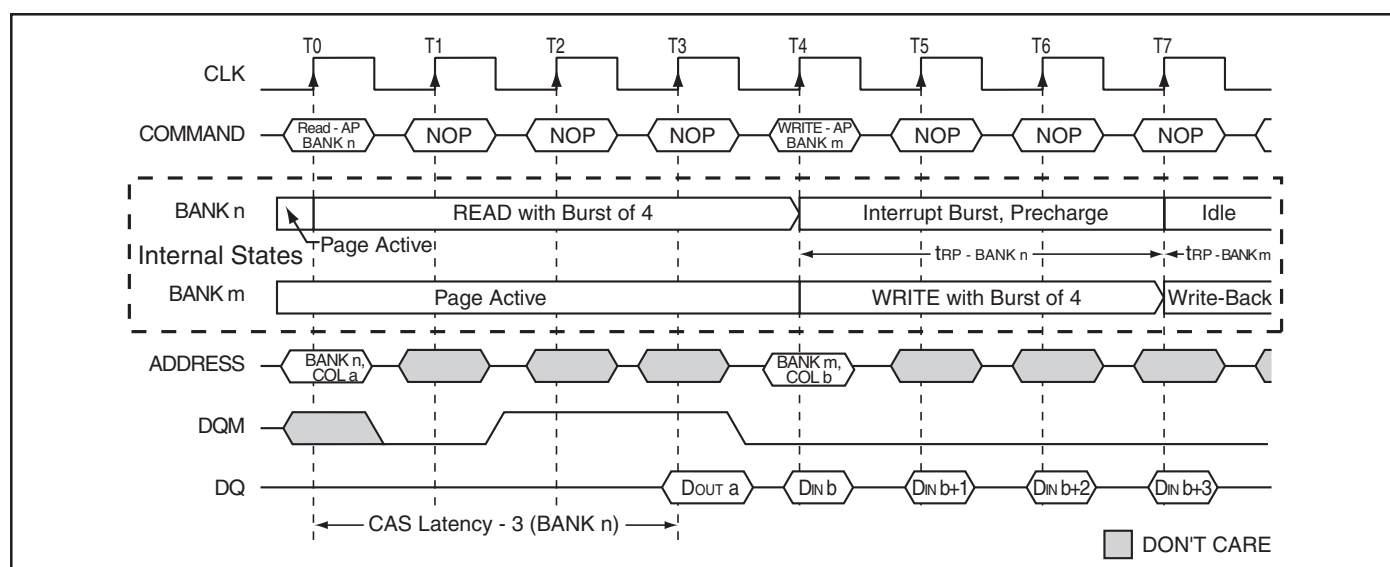 T0 T1 T2 T3 T4 T5 T6 T7
CLK
COMMAND Read - AP BANK n NOP NOP NOP WRITE - AP BANK m NOP NOP NOP
BANK n READ with Burst of 4 Interrupt Burst, Precharge Idle
Page Active tRP - BANK n tRP - BANK m
Internal States
BANK m Page Active WRITE with Burst of 4 Write-Back
ADDRESS BANK n, COL a BANK m, COL b
DQM
DQ DOUT a DIN b DIN b+1 DIN b+2 DIN b+3
CAS Latency - 3 (BANK n)
DON'T CARE